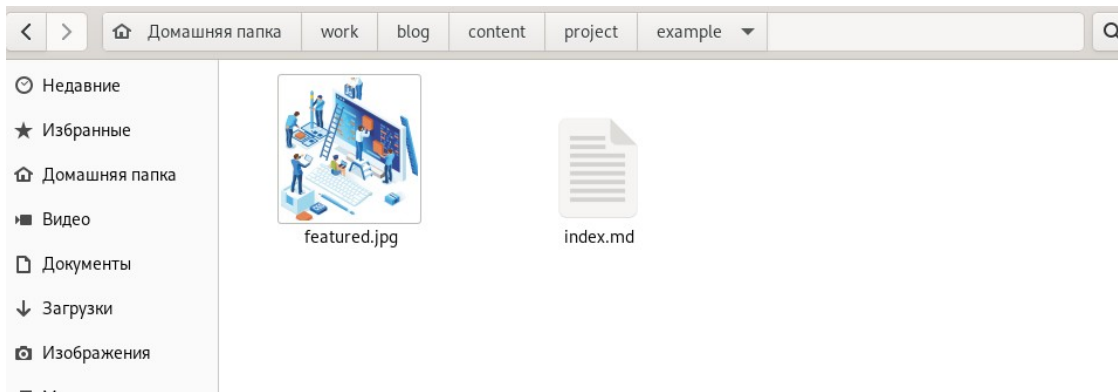 Домашняя папка work blog content project example
Недавние
Избранные
Домашняя папка
Видео
Документы
Загрузки
Изображения
featured.jpg
index.md